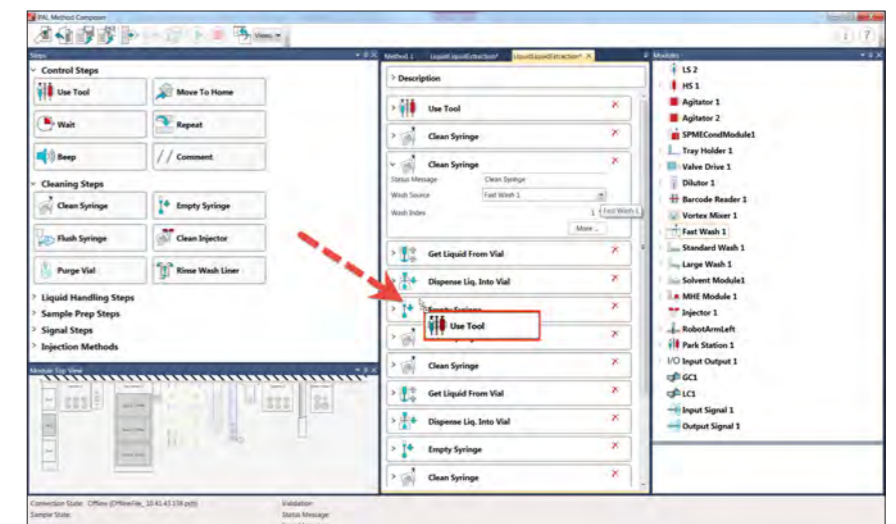 PAL Method Composer
Views
Steps
Control Steps
Use Tool
Move To Home
Wait
Repeat
Beep
// Comment
Cleaning Steps
Clean Syringe
Empty Syringe
Flush Syringe
Clean Injector
Purge Vial
Rinse Wash Liner
Liquid Handling Steps
Sample Prep Steps
Signal Steps
Injection Methods
Module Top View
Method 1 LiquidLiquidExtraction* LiquidLiquidExtraction* X
Description
Use Tool
Clean Syringe
Clean Syringe
Status Message Clean Syringe
Wash Source Fast Wash 1
Wash Index 1 Fast Wash 1
More...
Get Liquid From Vial
Dispense Liq. Into Vial
Empty Syringe
Use Tool
Clean Syringe
Get Liquid From Vial
Dispense Liq. Into Vial
Empty Syringe
Clean Syringe
Modules
LS 2
HS 1
Agitator 1
Agitator 2
SPMECondModule1
Tray Holder 1
Valve Drive 1
Dilutor 1
Barcode Reader 1
Vortex Mixer 1
Fast Wash 1
Standard Wash 1
Large Wash 1
Solvent Module1
MHE Module 1
Injector 1
RobotArmLeft
Park Station 1
I/O Input Output 1
GC1
LC1
Input Signal 1
Output Signal 1
Connection State: Offline
Validation:
Sample State:
Status Message: